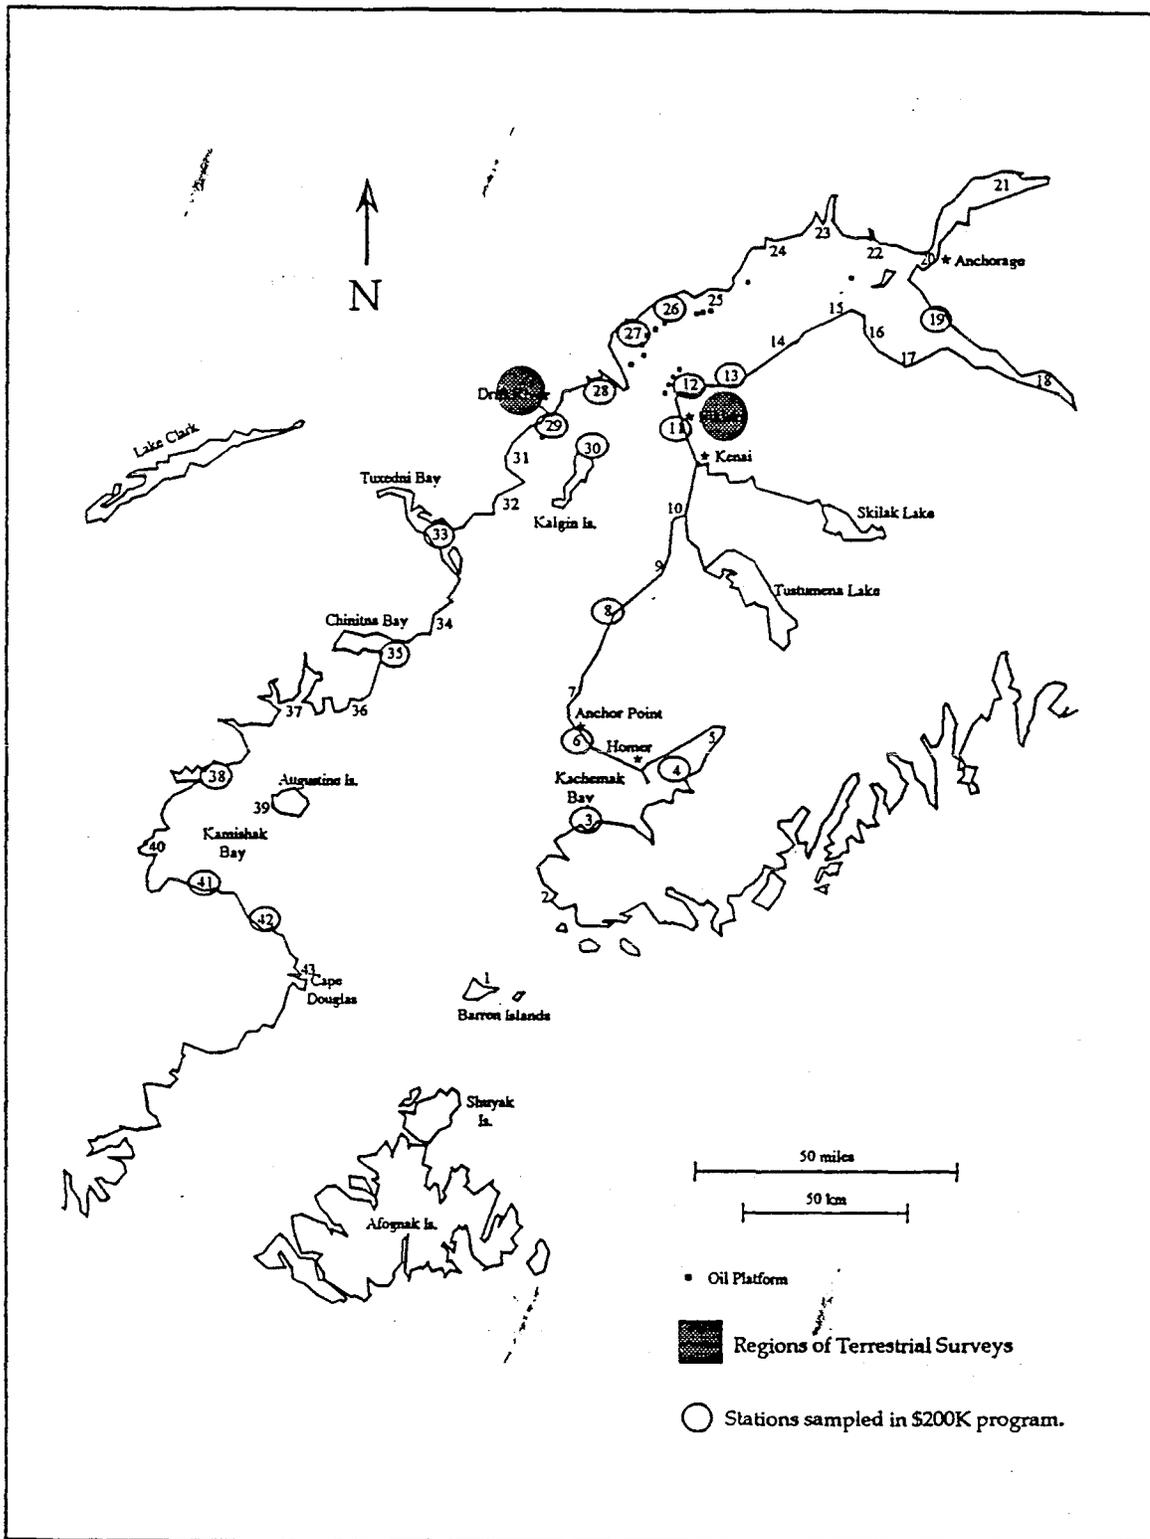 21
23
24
22
20
Anchorage
N
26
25
19
27
15
16
14
17
18
13
12
28
Drift River
29
11
Lake Clark
30
31
Kenai
Tuxedni Bay
32
10
Skilak Lake
Kalgin Is.
33
9
Tustumena Lake
8
Chinitna Bay
34
35
7
37
36
Anchor Point
6
Homer
5
4
38
Augustine Is.
39
Kachemak
Bay
3
Kamishak
Bay
40
41
2
42
43
Cape
Douglas
1
Barren Islands
Shuyak
Is.
50 miles
50 km
Afognak Is.
Oil Platform
Regions of Terrestrial Surveys
Stations sampled in $200K program.